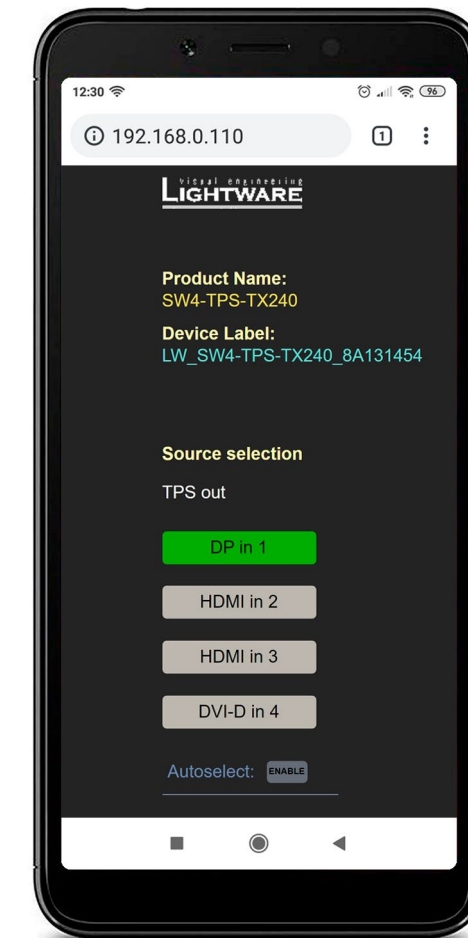 12:30
96
192.168.0.110
1
visual engineering
LIGHTWARE
Product Name:
SW4-TPS-TX240
Device Label:
LW_SW4-TPS-TX240_8A131454
Source selection
TPS out
DP in 1
HDMI in 2
HDMI in 3
DVI-D in 4
Autoselect: ENABLE